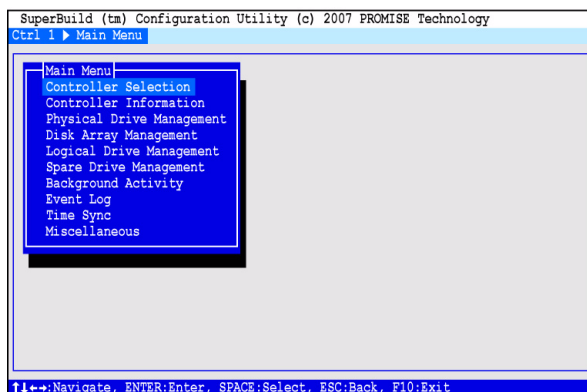 SuperBuild (tm) Configuration Utility (c) 2007 PROMISE Technology
Ctrl 1 ▶ Main Menu
Main Menu
Controller Selection
Controller Information
Physical Drive Management
Disk Array Management
Logical Drive Management
Spare Drive Management
Background Activity
Event Log
Time Sync
Miscellaneous
↑↓←→:Navigate, ENTER:Enter, SPACE:Select, ESC:Back, F10:Exit